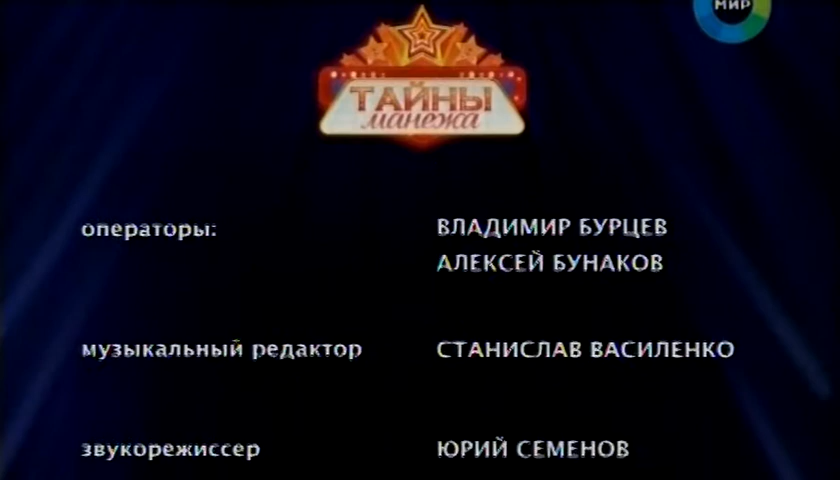 МИР
ТАЙНЫ
манежа
операторы: ВЛАДИМИР БУРЦЕВ
АЛЕКСЕЙ БУНАКОВ
музыкальный редактор СТАНИСЛАВ ВАСИЛЕНКО
звукорежиссер ЮРИЙ СЕМЕНОВ